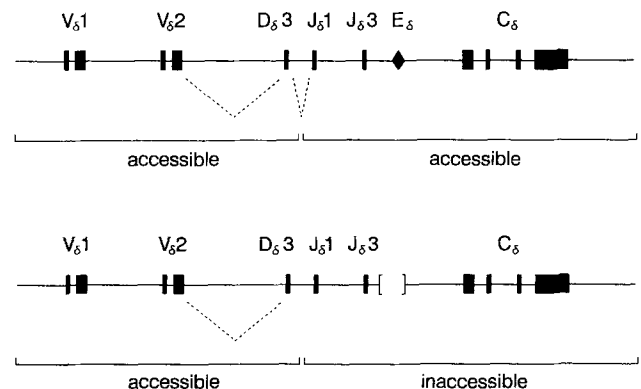 Vδ1 Vδ2 Dδ3 Jδ1 Jδ3 Eδ Cδ
accessible accessible
Vδ1 Vδ2 Dδ3 Jδ1 Jδ3 Cδ
accessible inaccessible